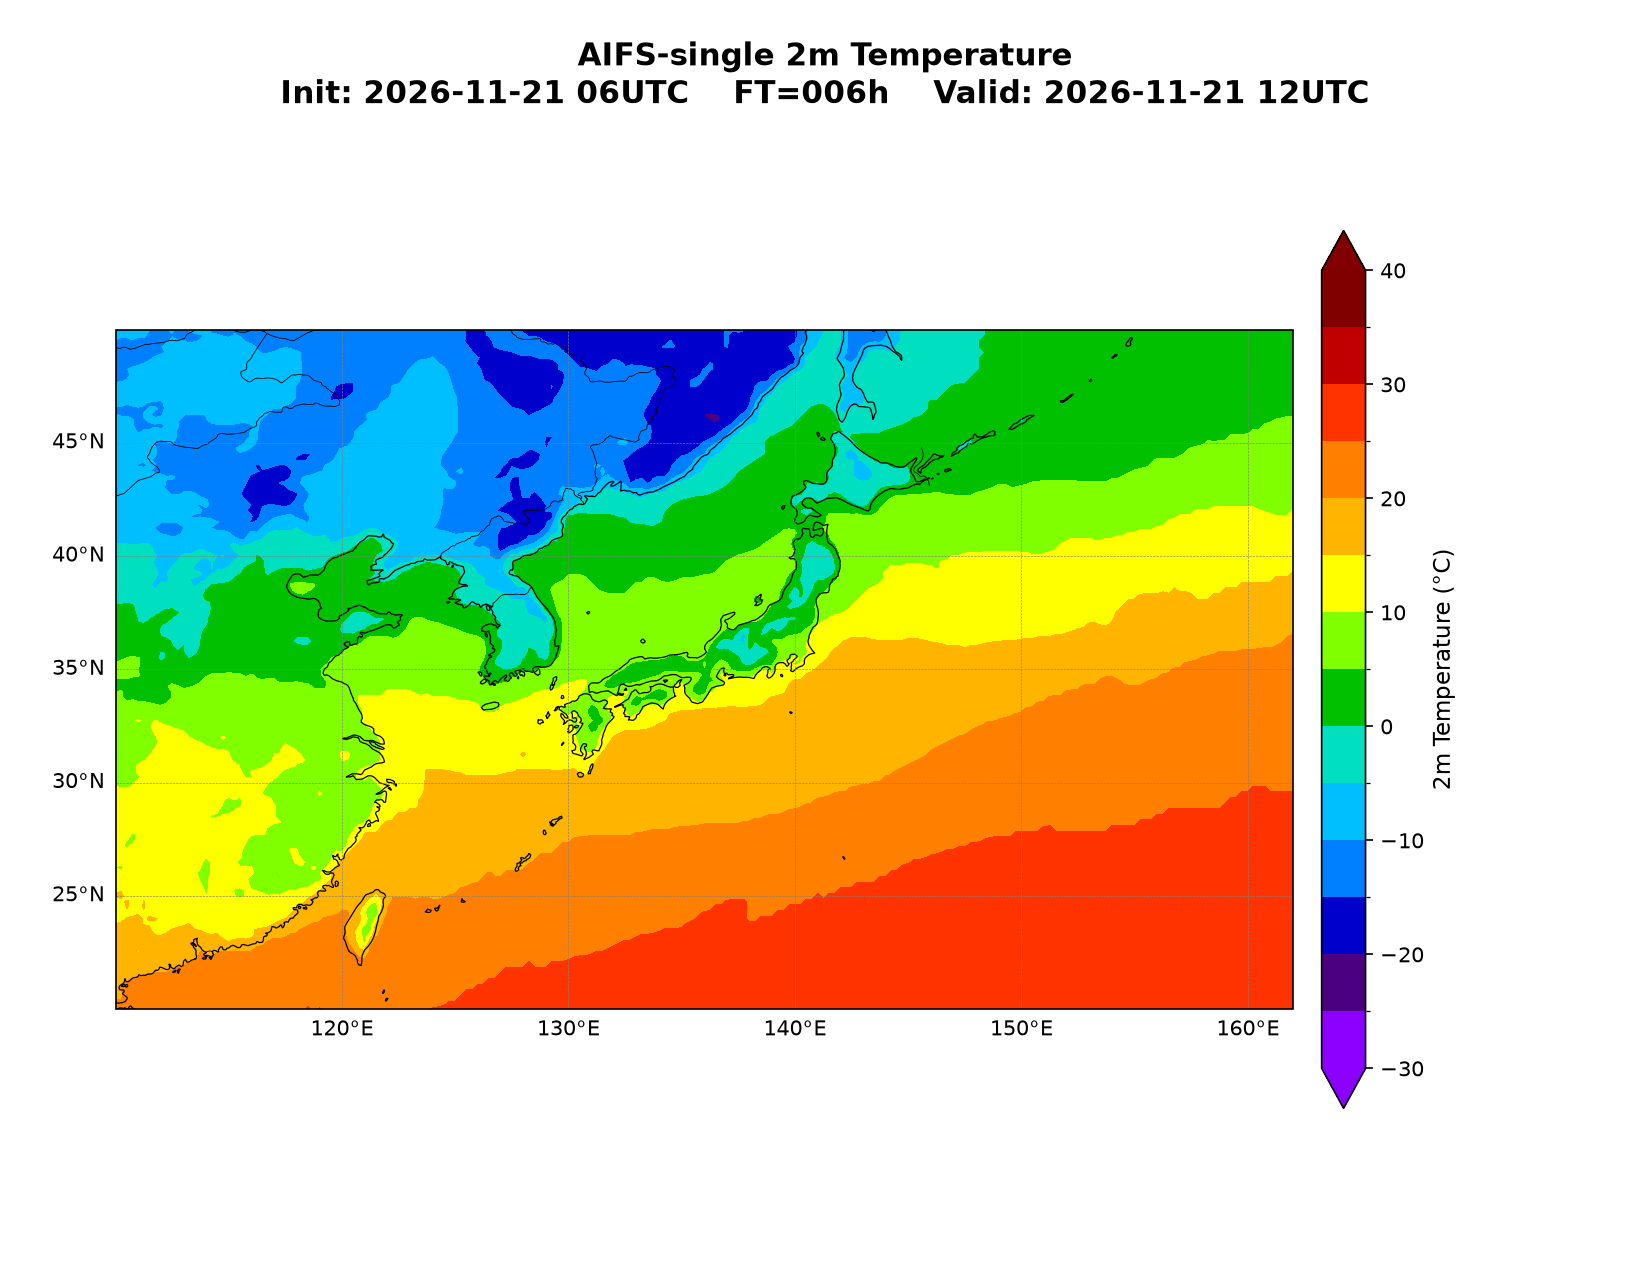 AIFS-single 2m Temperature
Init: 2026-11-21 06UTC    FT=006h    Valid: 2026-11-21 12UTC
45°N
40°N
35°N
30°N
25°N
120°E
130°E
140°E
150°E
160°E
40
30
20
10
0
−10
−20
−30
2m Temperature (°C)